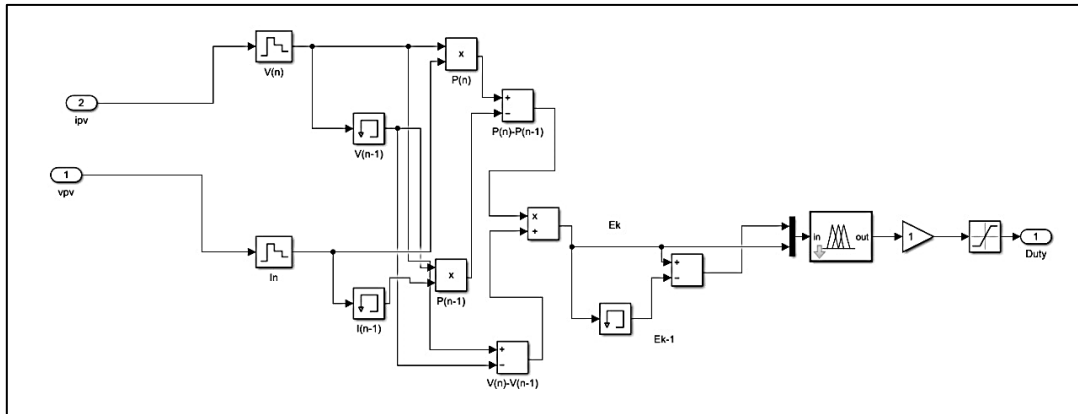 V(n)
x
P(n)
2
ipv
+
−
P(n)-P(n-1)
V(n-1)
1
vpv
x
÷
Ek
in
out
1
1
Duty
In
x
P(n-1)
I(n-1)
+
−
Ek-1
+
−
V(n)-V(n-1)